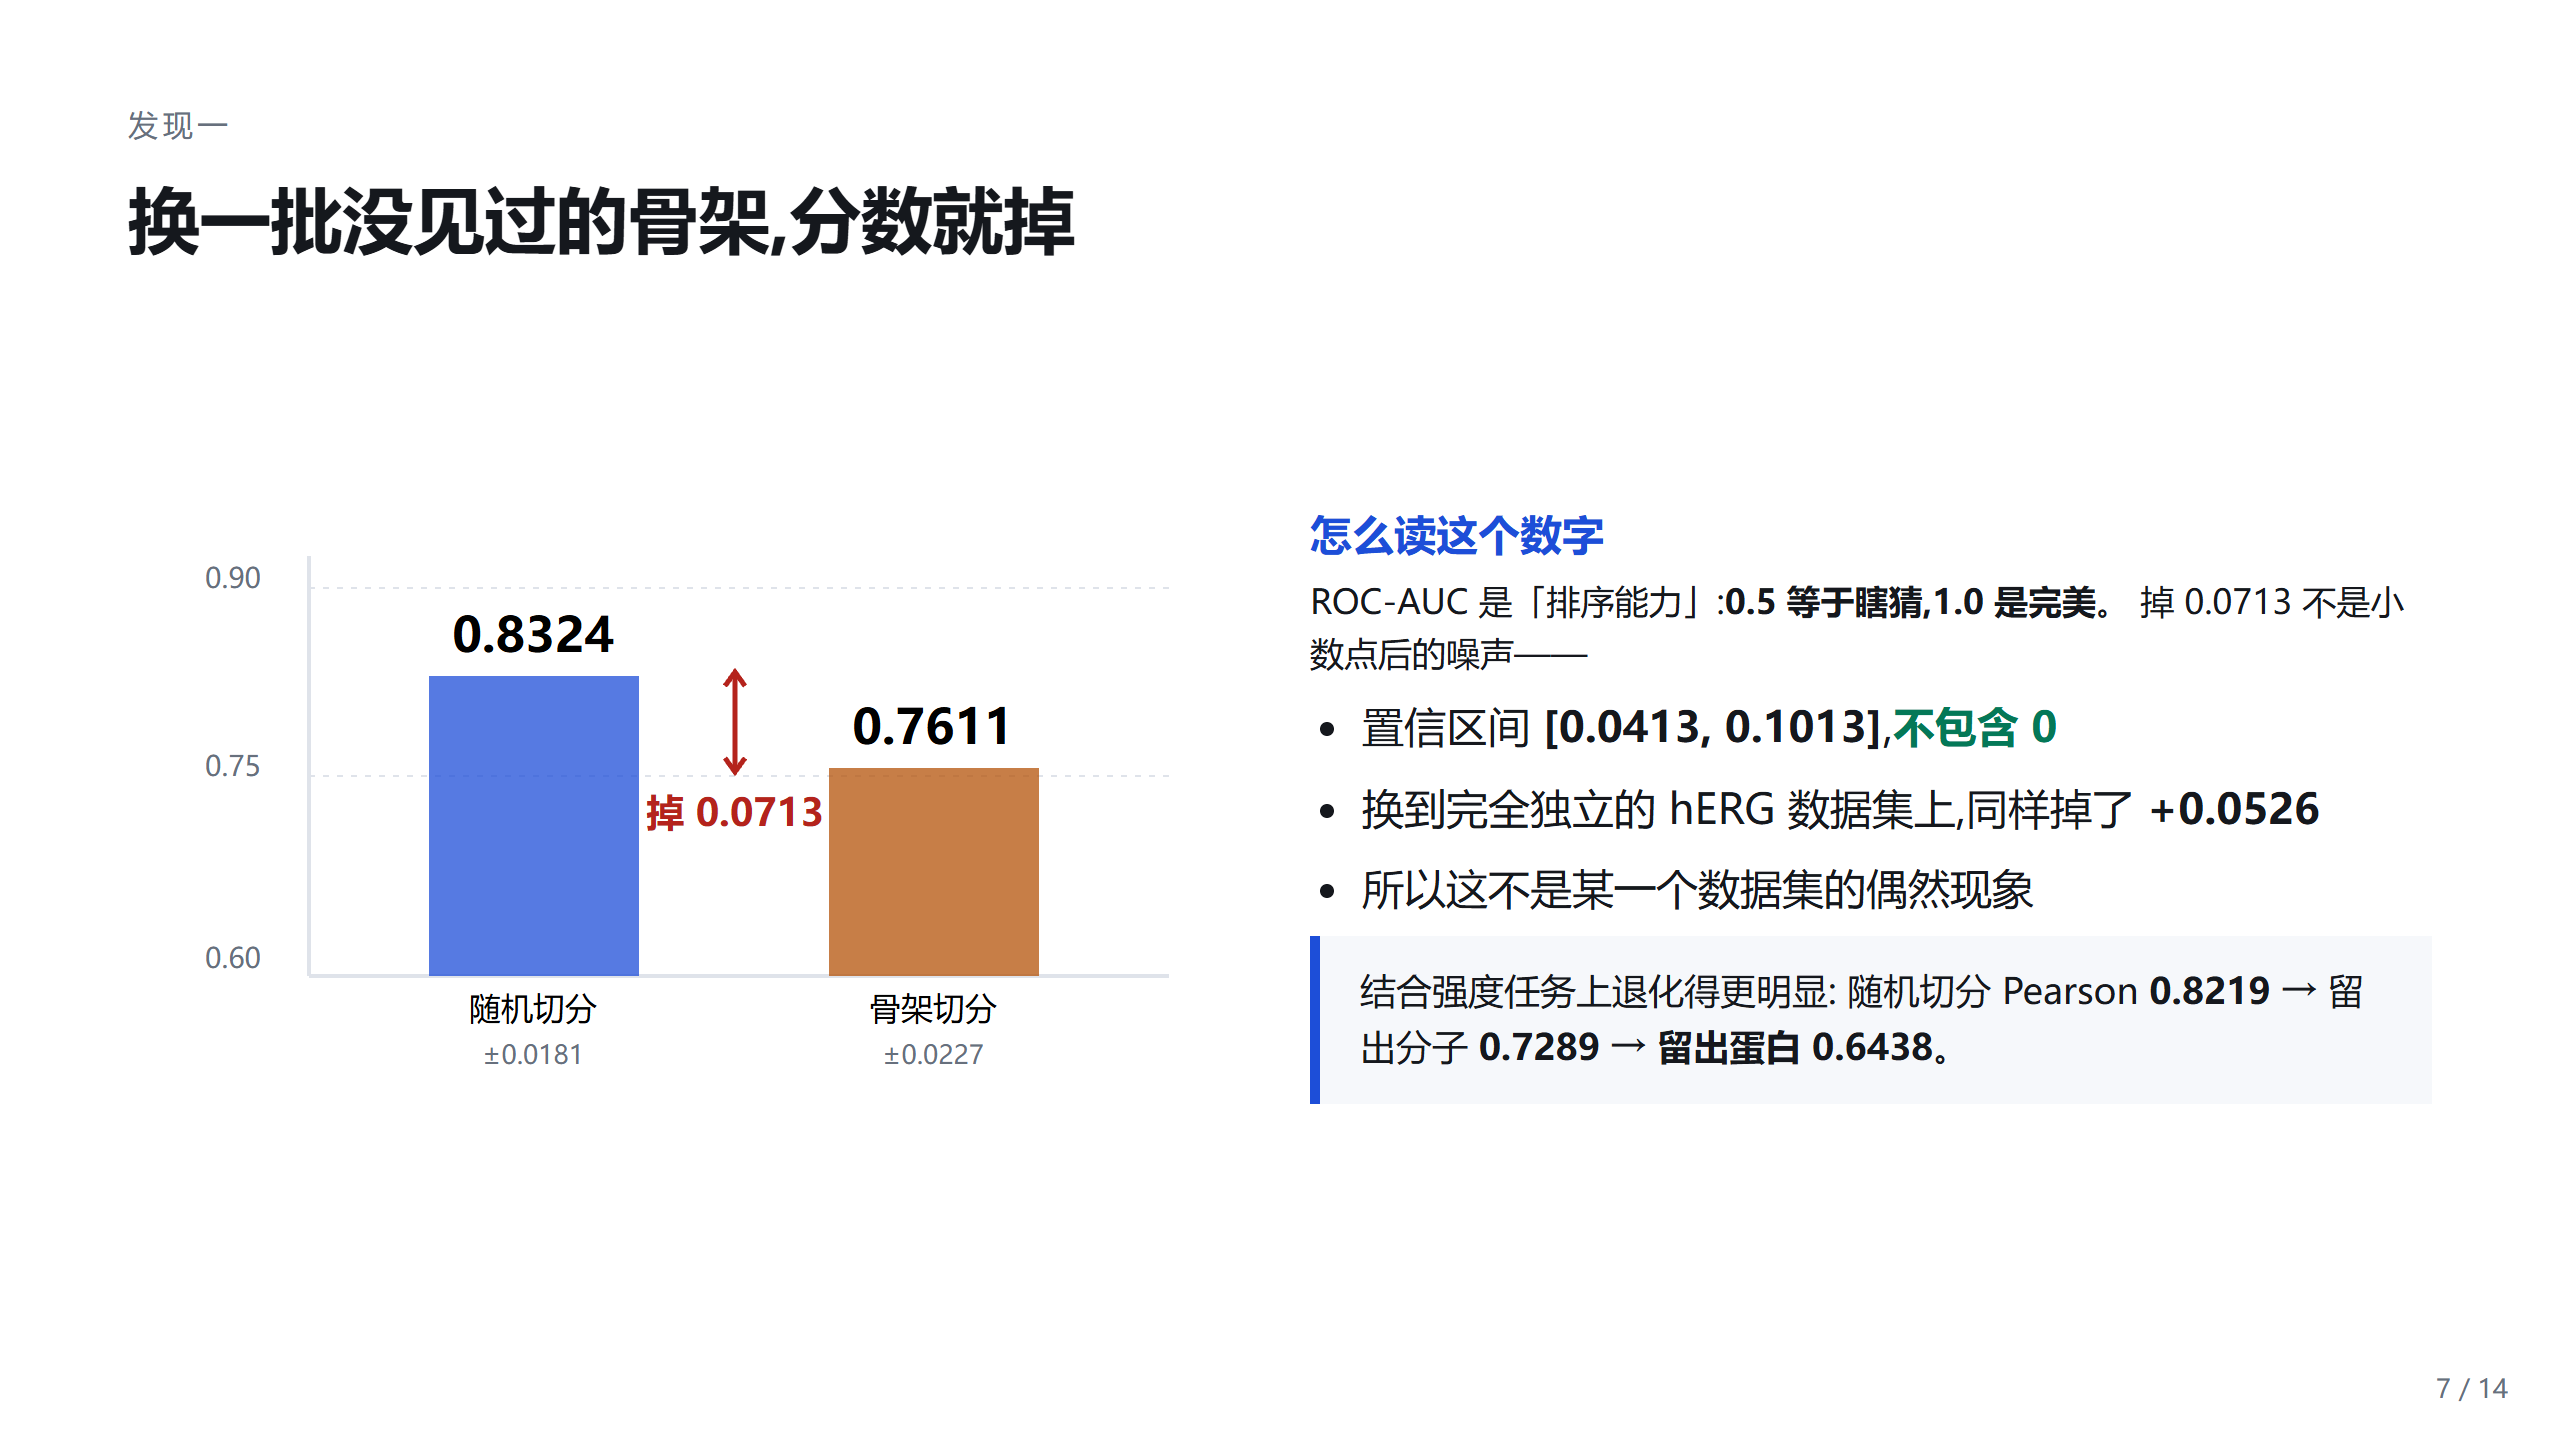 发现一
换一批没见过的骨架,分数就掉
0.90
0.75
0.60
0.8324
掉 0.0713
0.7611
随机切分
±0.0181
骨架切分
±0.0227
怎么读这个数字
ROC-AUC 是「排序能力」:0.5 等于瞎猜,1.0 是完美。 掉 0.0713 不是小
数点后的噪声——
• 置信区间 [0.0413, 0.1013],不包含 0
• 换到完全独立的 hERG 数据集上,同样掉了 +0.0526
• 所以这不是某一个数据集的偶然现象
结合强度任务上退化得更明显: 随机切分 Pearson 0.8219 → 留
出分子 0.7289 → 留出蛋白 0.6438。
7 / 14